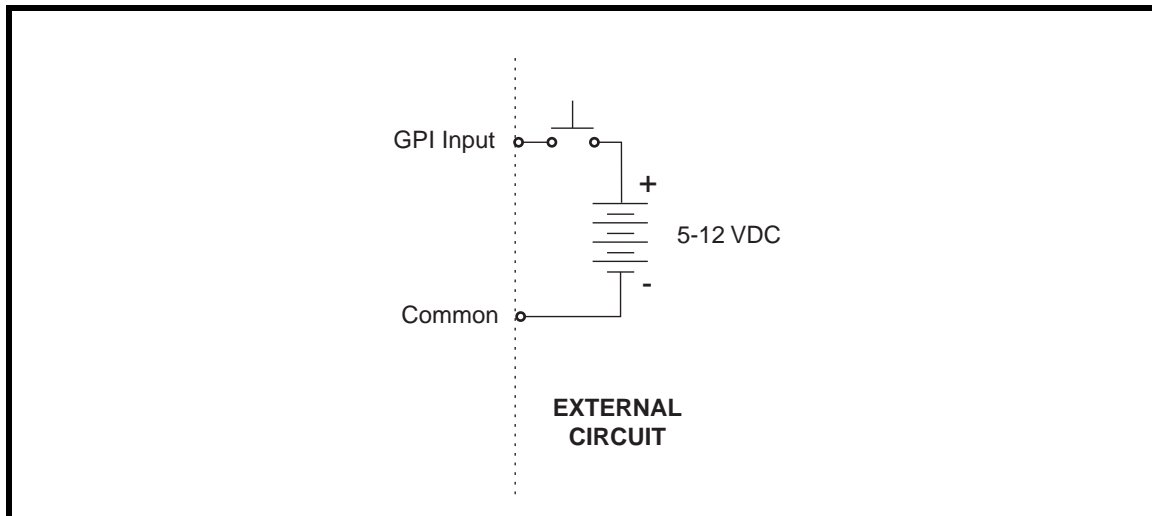 GPI Input
+
5-12 VDC
-
Common
EXTERNAL
CIRCUIT